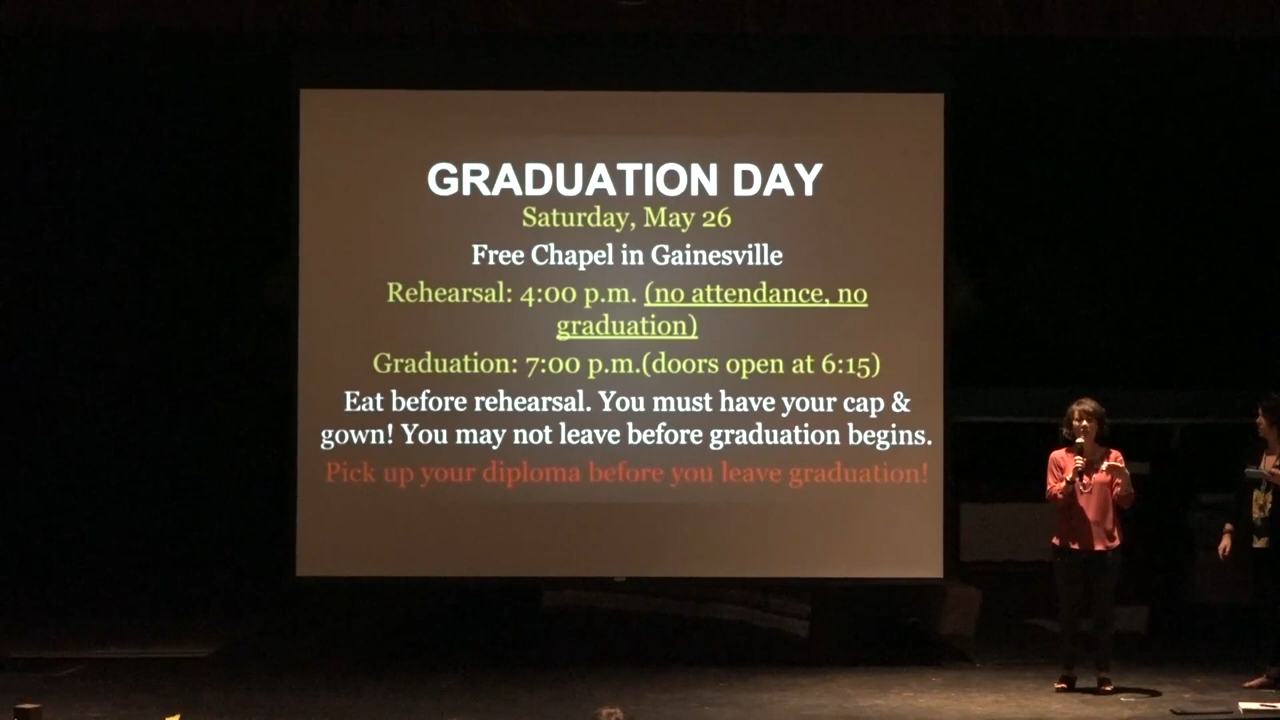 GRADUATION DAY
Saturday, May 26
Free Chapel in Gainesville
Rehearsal: 4:00 p.m. (no attendance, no
graduation)
Graduation: 7:00 p.m.(doors open at 6:15)
Eat before rehearsal. You must have your cap &
gown! You may not leave before graduation begins.
Pick up your diploma before you leave graduation!